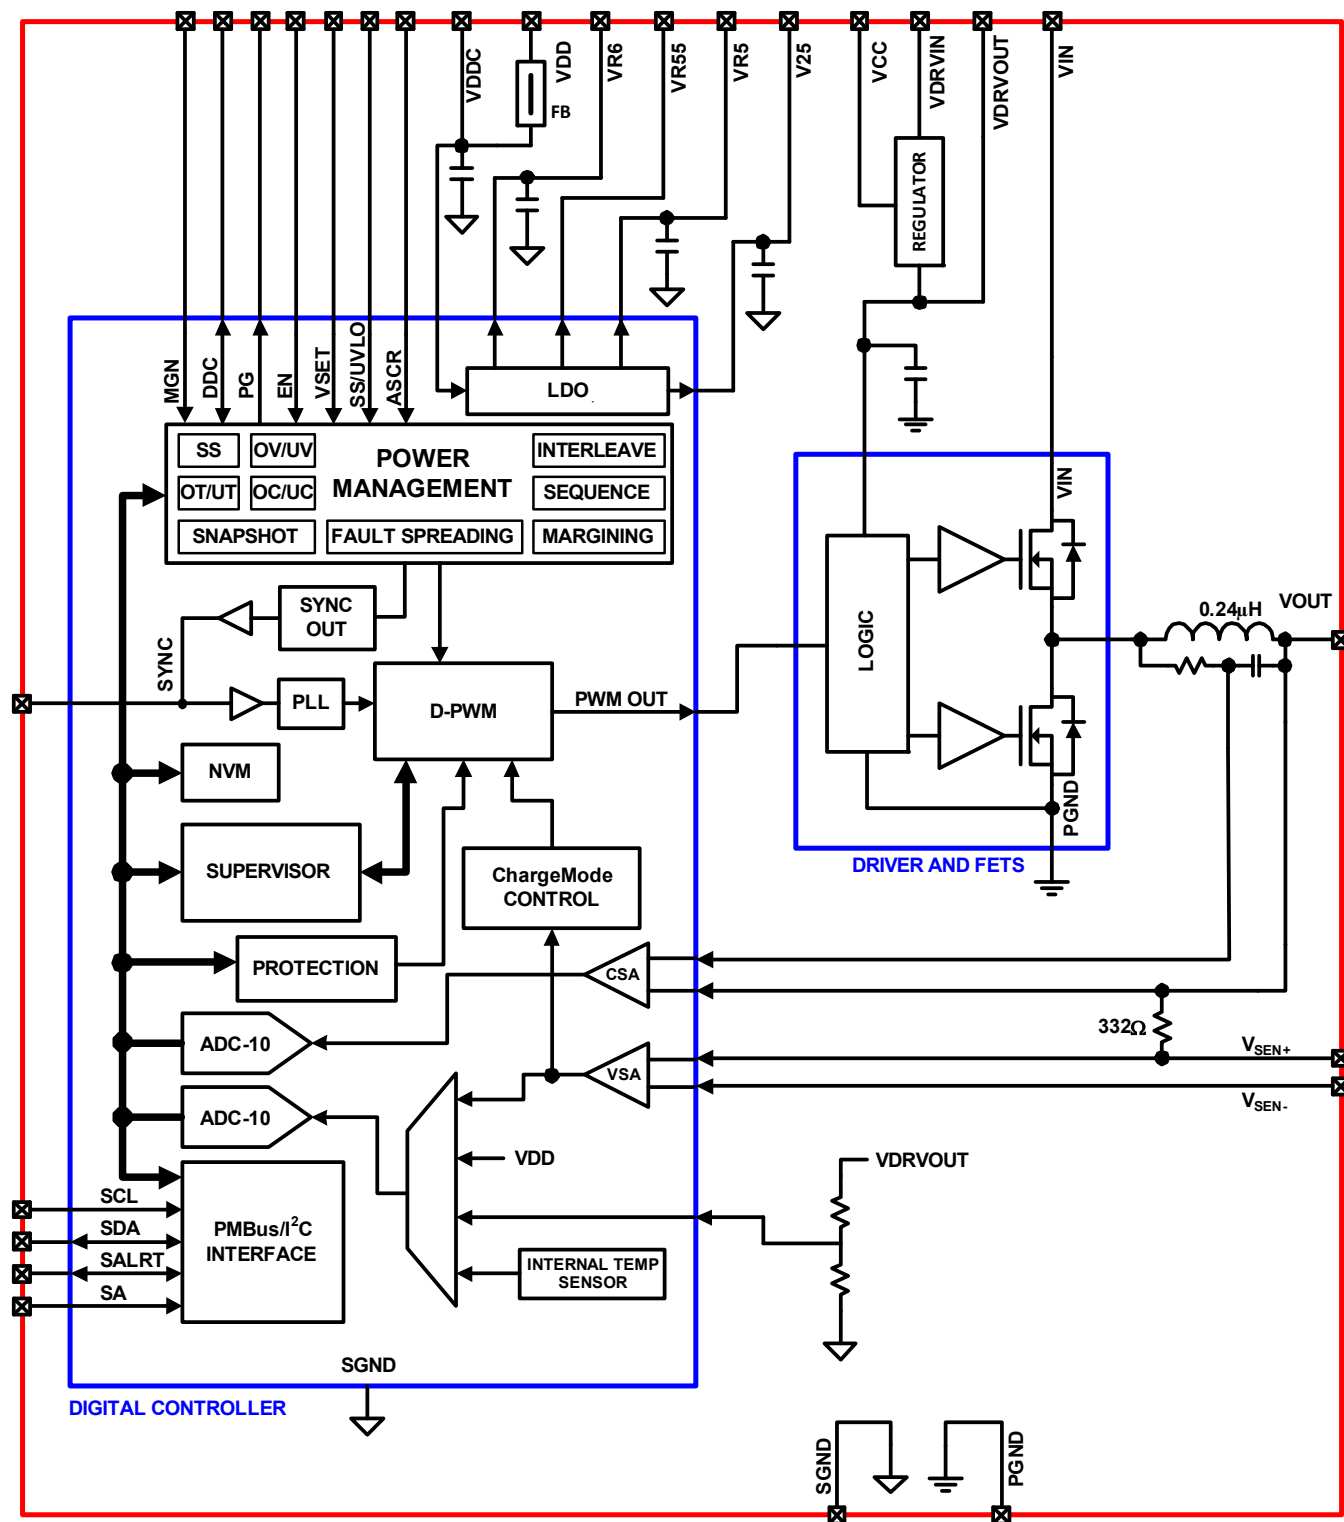 VDDC
VDD
VR6
VR55
VR5
V25
VCC
VDRVIN
VDRVOUT
VIN
FB
REGULATOR
MGN
DDC
PG
EN
VSET
SS/UVLO
ASCR
LDO
SS
OV/UV
POWER
MANAGEMENT
INTERLEAVE
OT/UT
OC/UC
SEQUENCE
SNAPSHOT
FAULT SPREADING
MARGINING
VIN
SYNC
OUT
SYNC
PLL
D-PWM
PWM OUT
LOGIC
0.24μH
VOUT
PGND
DRIVER AND FETS
NVM
SUPERVISOR
ChargeMode
CONTROL
PROTECTION
CSA
ADC-10
332Ω
VSEN+
VSA
VSEN-
ADC-10
VDD
VDRVOUT
SCL
SDA
SALRT
SA
PMBus/I²C
INTERFACE
INTERNAL TEMP
SENSOR
SGND
DIGITAL CONTROLLER
SGND
PGND